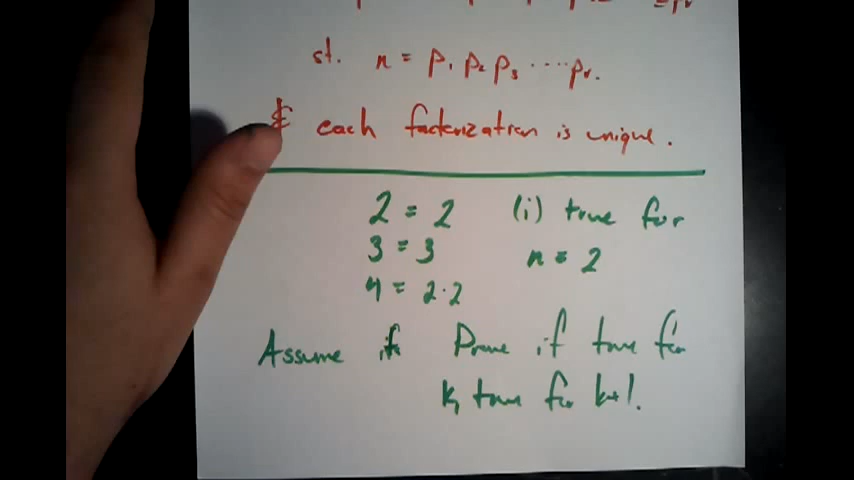 st. n = p₁ p₂ p₃ ····pᵣ.
& each factorization is unique.
2 = 2 (i) true for
3 = 3 n = 2
4 = 2·2
Assume if Prove if true for
k, true for k+1.